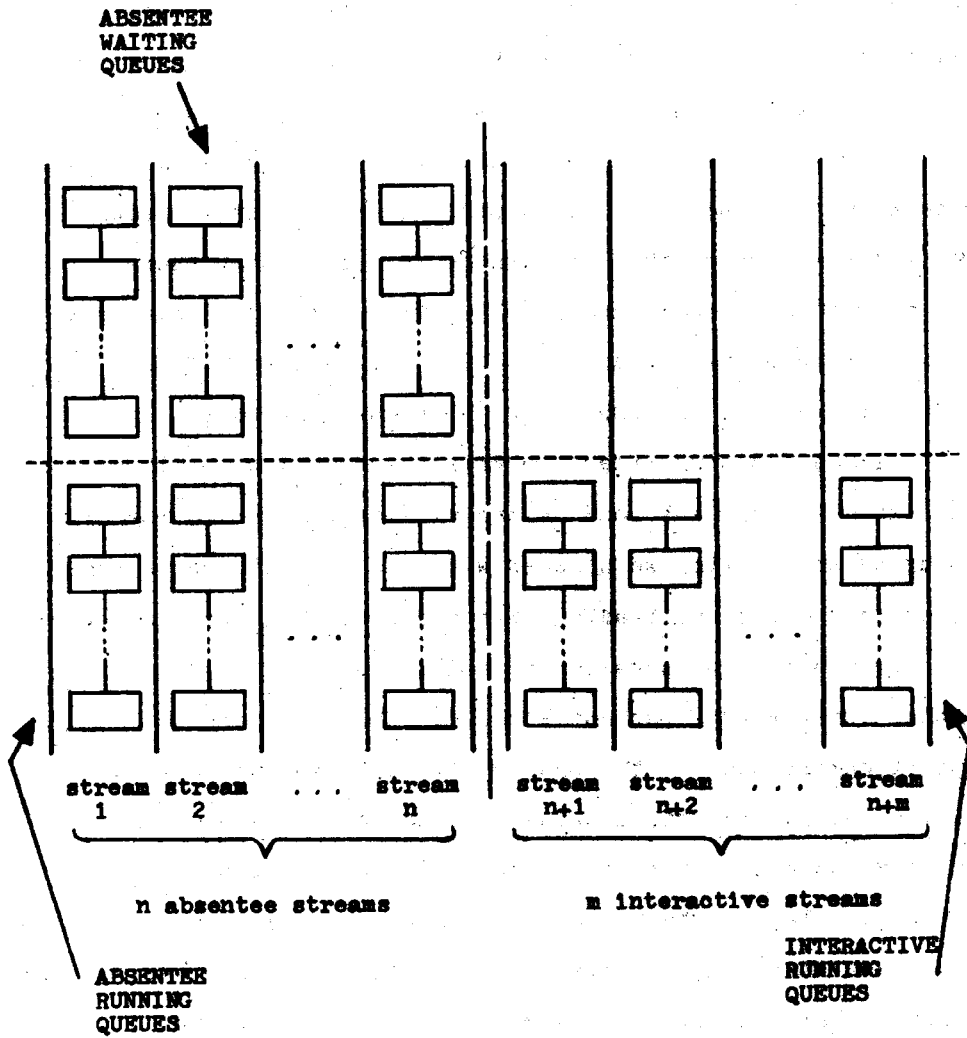 ABSENTEE
WAITING
QUEUES
. . .
. . .
. . .
stream stream . . . stream stream stream . . . stream
1 2 n n+1 n+2 n+m
n absentee streams m interactive streams
ABSENTEE
RUNNING
QUEUES
INTERACTIVE
RUNNING
QUEUES